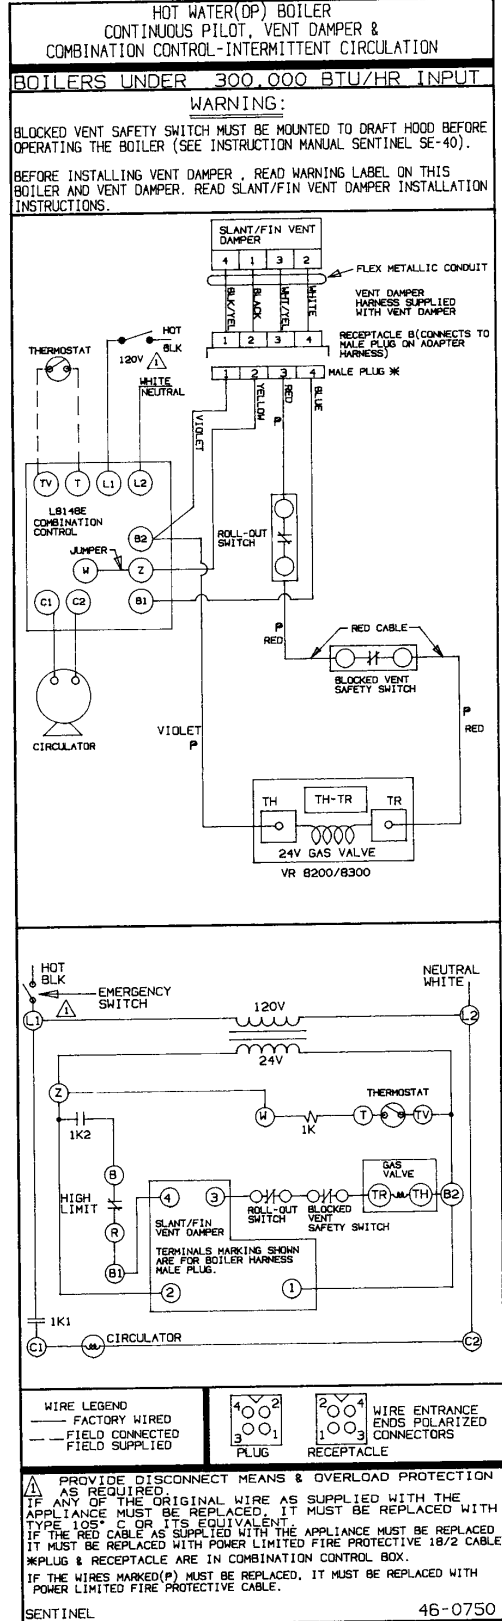 HOT WATER(DP) BOILER
CONTINUOUS PILOT, VENT DAMPER &
COMBINATION CONTROL-INTERMITTENT CIRCULATION
BOILERS UNDER 300,000 BTU/HR INPUT
WARNING:
BLOCKED VENT SAFETY SWITCH MUST BE MOUNTED TO DRAFT HOOD BEFORE
OPERATING THE BOILER (SEE INSTRUCTION MANUAL SENTINEL SE-40).
BEFORE INSTALLING VENT DAMPER , READ WARNING LABEL ON THIS
BOILER AND VENT DAMPER. READ SLANT/FIN VENT DAMPER INSTALLATION
INSTRUCTIONS.
SLANT/FIN VENT
DAMPER
4 1 3 2
FLEX METALLIC CONDUIT
BLK/YEL
BLACK
WHT/YEL
WHITE
VENT DAMPER
HARNESS SUPPLIED
WITH VENT DAMPER
1 2 3 4
RECEPTACLE B(CONNECTS TO
MALE PLUG ON ADAPTER
HARNESS)
1 2 3 4
MALE PLUG *
HOT
BLK
120V
1
WHITE
NEUTRAL
THERMOSTAT
VIOLET
YELLOW
RED
BLUE
P
TV T L1 L2
L8148E
COMBINATION
CONTROL
B2
JUMPER
W Z
C1 C2 B1
ROLL-OUT
SWITCH
P
RED
RED CABLE
BLOCKED VENT
SAFETY SWITCH
CIRCULATOR
VIOLET
P
P
RED
TH TH-TR TR
24V GAS VALVE
VR 8200/8300
HOT
BLK
EMERGENCY
SWITCH
1
NEUTRAL
WHITE
L1
120V
L2
24V
Z
THERMOSTAT
W
1K
T
TV
1K2
B
HIGH
LIMIT
R
B1
4 3
ROLL-OUT
SWITCH
BLOCKED
VENT
SAFETY SWITCH
GAS
VALVE
TR TH B2
SLANT/FIN
VENT DAMPER
TERMINALS MARKING SHOWN
ARE FOR BOILER HARNESS
MALE PLUG.
2 1
1K1
C1
CIRCULATOR
C2
WIRE LEGEND
FACTORY WIRED
FIELD CONNECTED
FIELD SUPPLIED
4 2
3 1
PLUG
2 4
1 3
RECEPTACLE
WIRE ENTRANCE
ENDS POLARIZED
CONNECTORS
1 PROVIDE DISCONNECT MEANS & OVERLOAD PROTECTION
AS REQUIRED.
IF ANY OF THE ORIGINAL WIRE AS SUPPLIED WITH THE
APPLIANCE MUST BE REPLACED, IT MUST BE REPLACED WITH
TYPE 105° C OR ITS EQUIVALENT.
IF THE RED CABLE AS SUPPLIED WITH THE APPLIANCE MUST BE REPLACED
IT MUST BE REPLACED WITH POWER LIMITED FIRE PROTECTIVE 18/2 CABLE
*PLUG & RECEPTACLE ARE IN COMBINATION CONTROL BOX.
IF THE WIRES MARKED(P) MUST BE REPLACED, IT MUST BE REPLACED WITH
POWER LIMITED FIRE PROTECTIVE CABLE.
SENTINEL
46-0750